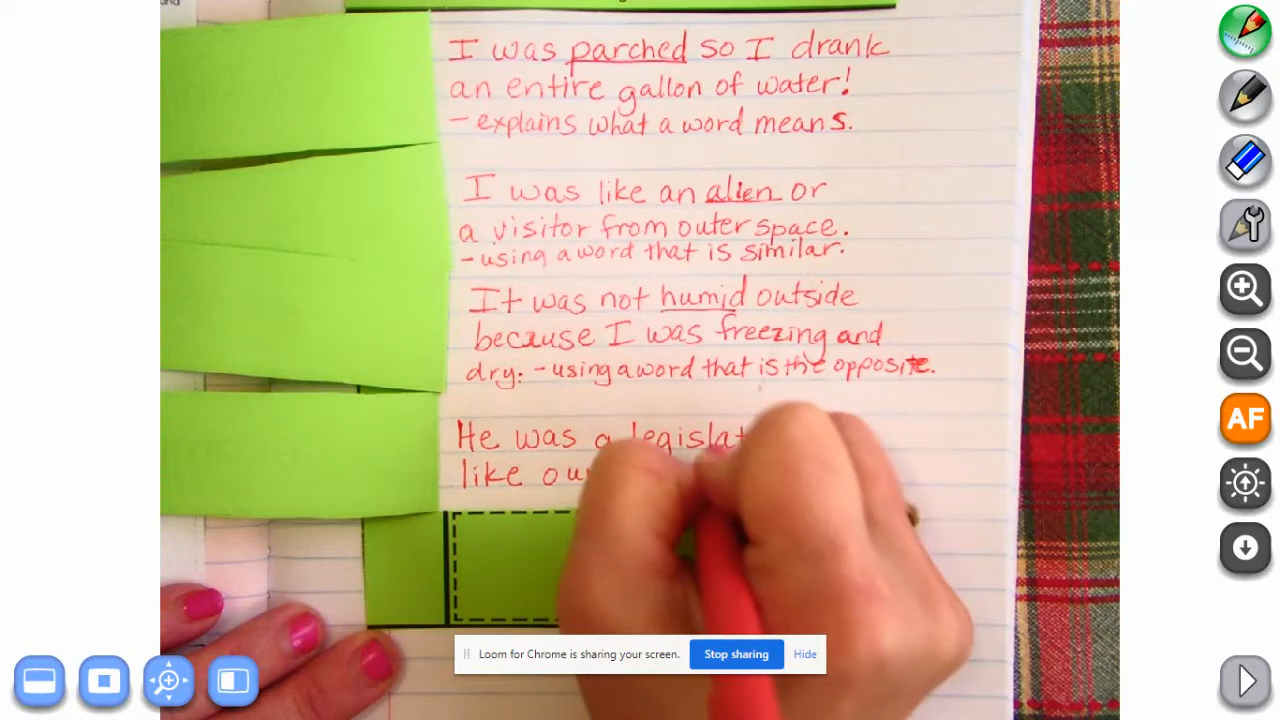 I was parched so I drank
an entire gallon of water!
- explains what a word means.
I was like an alien or
a visitor from outer space.
- using a word that is similar.
It was not humid outside
because I was freezing and
dry. - using a word that is the opposite.
He was a
like
AF
Loom for Chrome is sharing your screen. Stop sharing Hide